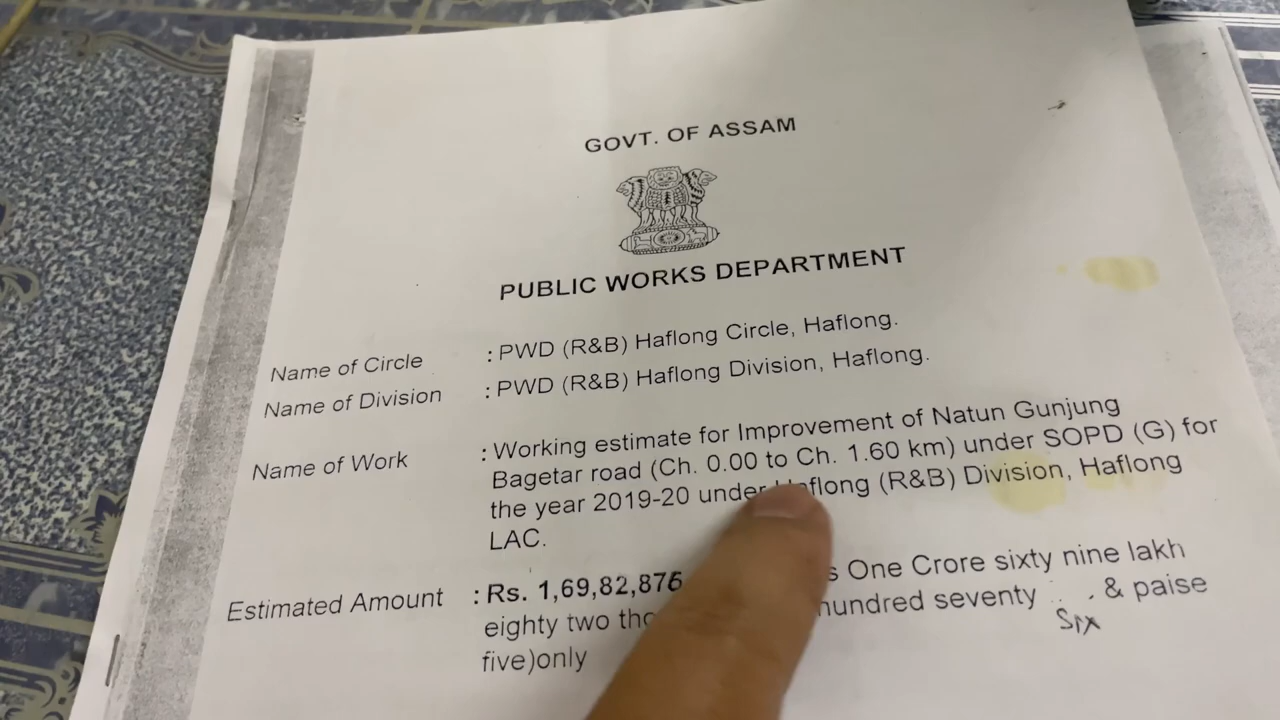 GOVT. OF ASSAM
PUBLIC WORKS DEPARTMENT
Name of Circle : PWD (R&B) Haflong Circle, Haflong.
Name of Division : PWD (R&B) Haflong Division, Haflong.
Name of Work : Working estimate for Improvement of Natun Gunjung
Bagetar road (Ch. 0.00 to Ch. 1.60 km) under SOPD (G) for
the year 2019-20 under Haflong (R&B) Division, Haflong
LAC.
Estimated Amount : Rs. 1,69,82,876 One Crore sixty nine lakh
eighty two hundred seventy & paise
Six
five)only